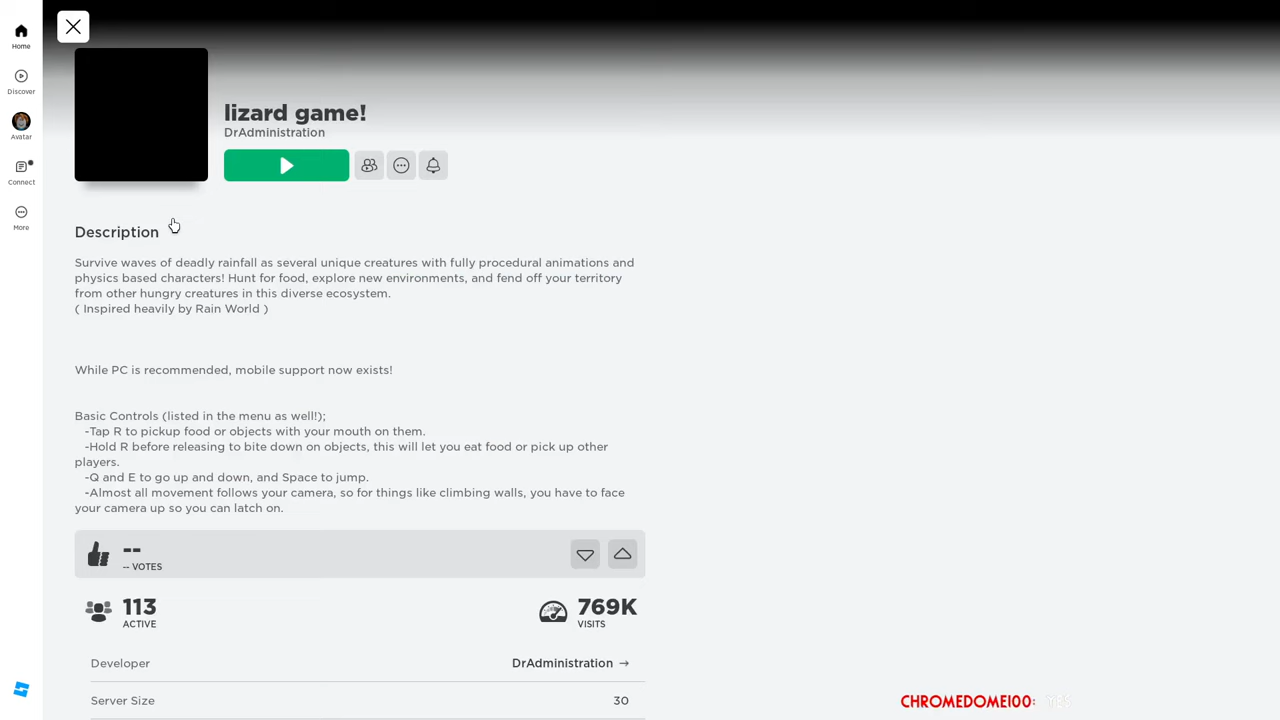 Home
Discover
Avatar
Connect
More
lizard game!
DrAdministration
Description
Survive waves of deadly rainfall as several unique creatures with fully procedural animations and
physics based characters! Hunt for food, explore new environments, and fend off your territory
from other hungry creatures in this diverse ecosystem.
( Inspired heavily by Rain World )
While PC is recommended, mobile support now exists!
Basic Controls (listed in the menu as well!);
-Tap R to pickup food or objects with your mouth on them.
-Hold R before releasing to bite down on objects, this will let you eat food or pick up other
players.
-Q and E to go up and down, and Space to jump.
-Almost all movement follows your camera, so for things like climbing walls, you have to face
your camera up so you can latch on.
--
-- VOTES
113
ACTIVE
769K
VISITS
Developer
DrAdministration →
Server Size
30
CHROMEDOME100: YES